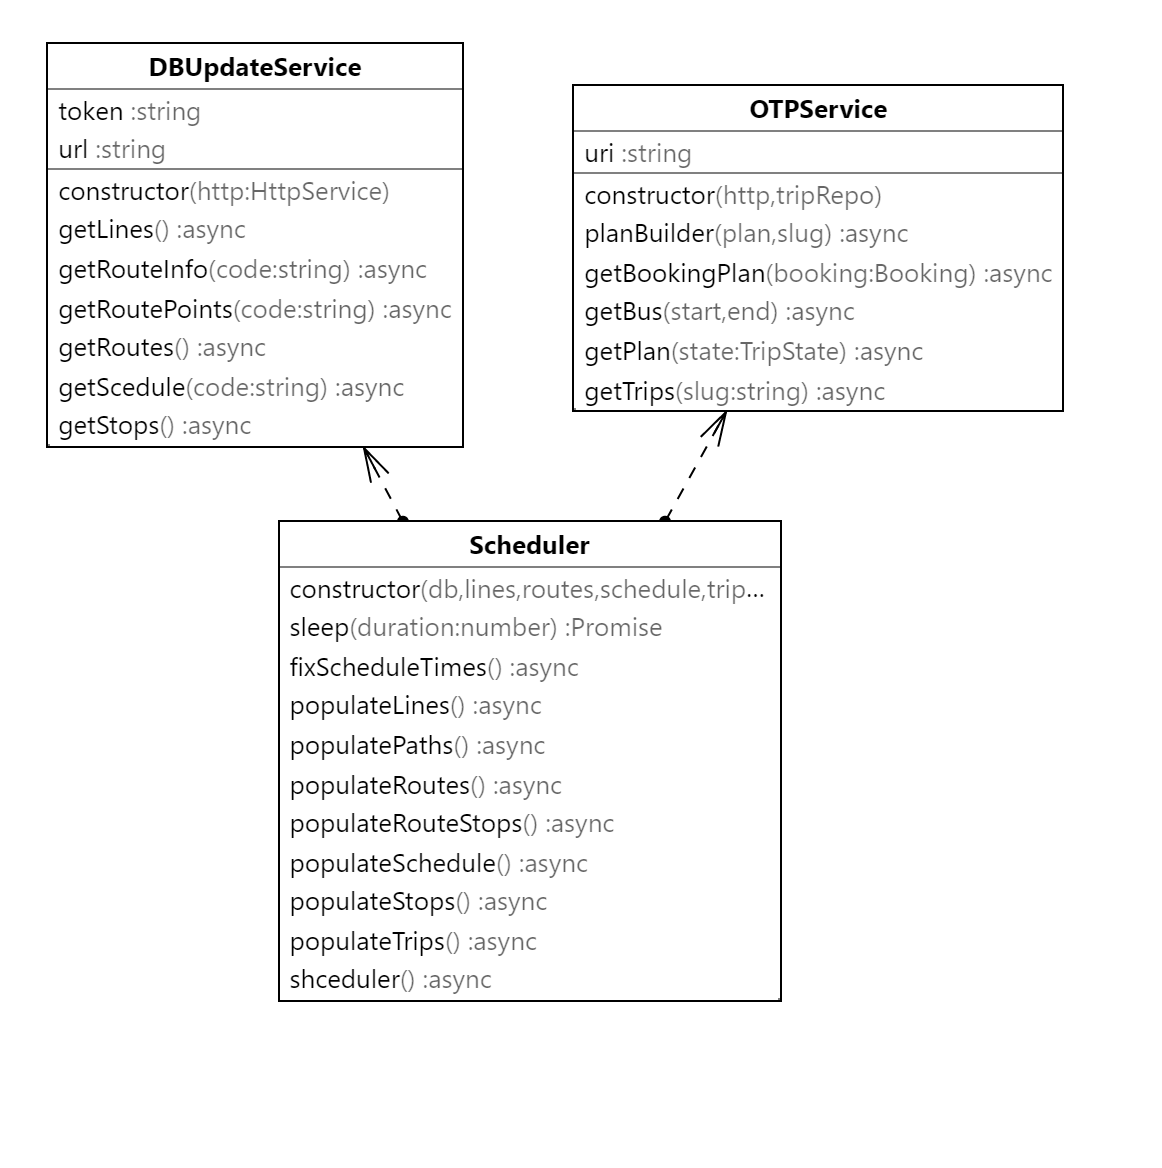 DBUpdateService
token :string
url :string
constructor(http:HttpService)
getLines() :async
getRouteInfo(code:string) :async
getRoutePoints(code:string) :async
getRoutes() :async
getScedule(code:string) :async
getStops() :async
OTPService
uri :string
constructor(http,tripRepo)
planBuilder(plan,slug) :async
getBookingPlan(booking:Booking) :async
getBus(start,end) :async
getPlan(state:TripState) :async
getTrips(slug:string) :async
Scheduler
constructor(db,lines,routes,schedule,trip...
sleep(duration:number) :Promise
fixScheduleTimes() :async
populateLines() :async
populatePaths() :async
populateRoutes() :async
populateRouteStops() :async
populateSchedule() :async
populateStops() :async
populateTrips() :async
shceduler() :async